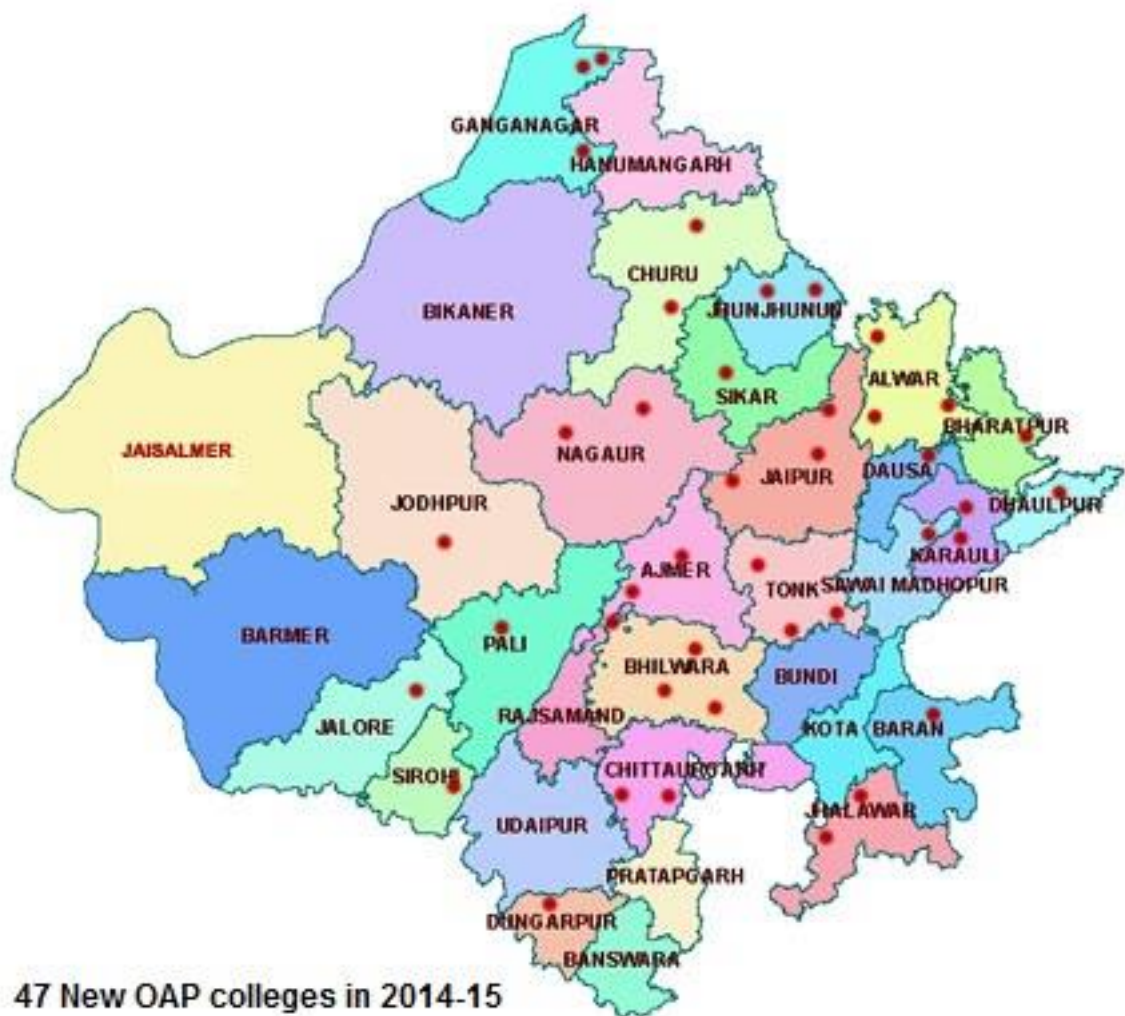 GANGANAGAR
HANUMANGARH
CHURU
JHUNJHUNUN
BIKANER
ALWAR
SIKAR
BHARATPUR
JAISALMER
NAGAUR
JAIPUR
DAUSA
JODHPUR
DHAULPUR
KARAULI
AJMER
TONK
SAWAI MADHOPUR
BARMER
PALI
BHILWARA
BUNDI
RAJSAMAND
JALORE
KOTA
BARAN
SIROHI
CHITTAURGARH
JHALAWAR
UDAIPUR
PRATAPGARH
DUNGARPUR
BANSWARA
47 New OAP colleges in 2014-15